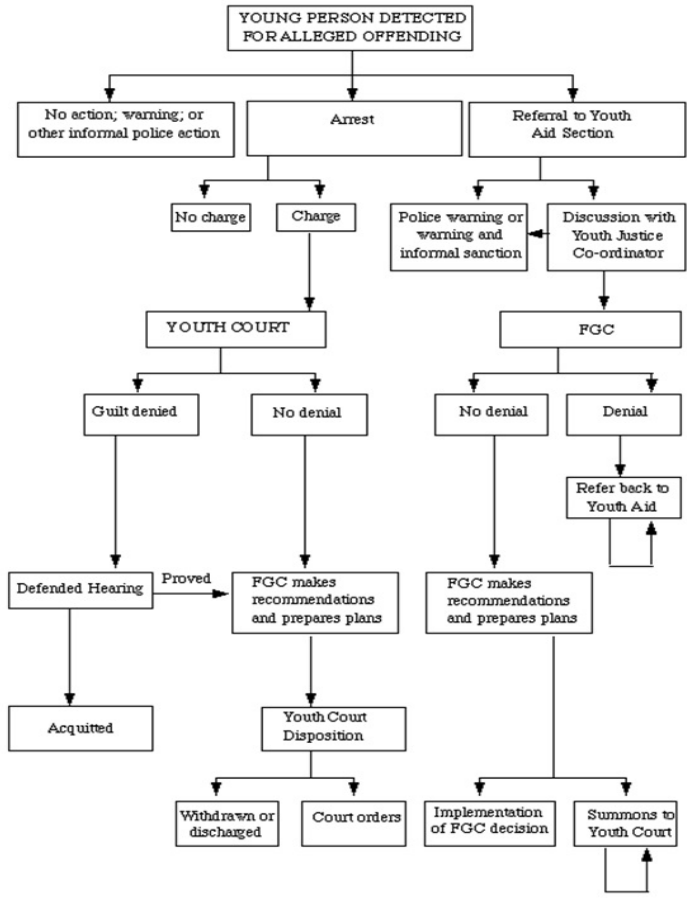 YOUNG PERSON DETECTED
FOR ALLEGED OFFENDING
No action; warning; or
other informal police action
Arrest
Referral to Youth
Aid Section
No charge
Charge
Police warning or
warning and
informal sanction
Discussion with
Youth Justice
Co-ordinator
YOUTH COURT
FGC
Guilt denied
No denial
No denial
Denial
Refer back to
Youth Aid
Defended Hearing
Proved
FGC makes
recommendations
and prepares plans
FGC makes
recommendations
and prepares plans
Acquitted
Youth Court
Disposition
Withdrawn or
discharged
Court orders
Implementation
of FGC decision
Summons to
Youth Court